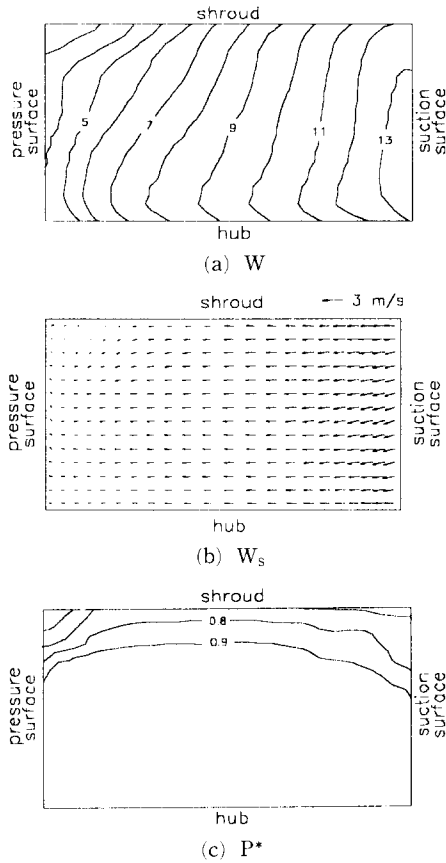 shroud
pressure surface
5
7
9
11
13
suction surface
hub
(a) W
shroud
3 m/s
pressure surface
suction surface
hub
(b) Ws
shroud
0.8
0.9
pressure surface
suction surface
hub
(c) P*